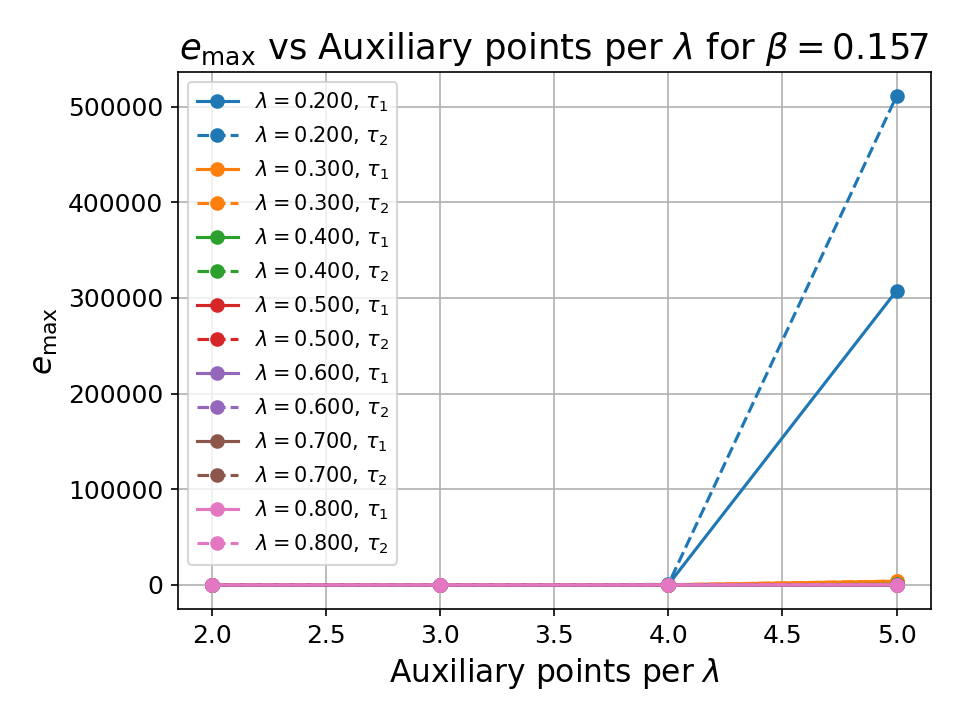 e_max vs Auxiliary points per λ for β = 0.157
λ = 0.200, τ₁
λ = 0.200, τ₂
λ = 0.300, τ₁
λ = 0.300, τ₂
λ = 0.400, τ₁
λ = 0.400, τ₂
λ = 0.500, τ₁
λ = 0.500, τ₂
λ = 0.600, τ₁
λ = 0.600, τ₂
λ = 0.700, τ₁
λ = 0.700, τ₂
λ = 0.800, τ₁
λ = 0.800, τ₂
500000
400000
300000
200000
100000
0
e_max
2.0 2.5 3.0 3.5 4.0 4.5 5.0
Auxiliary points per λ